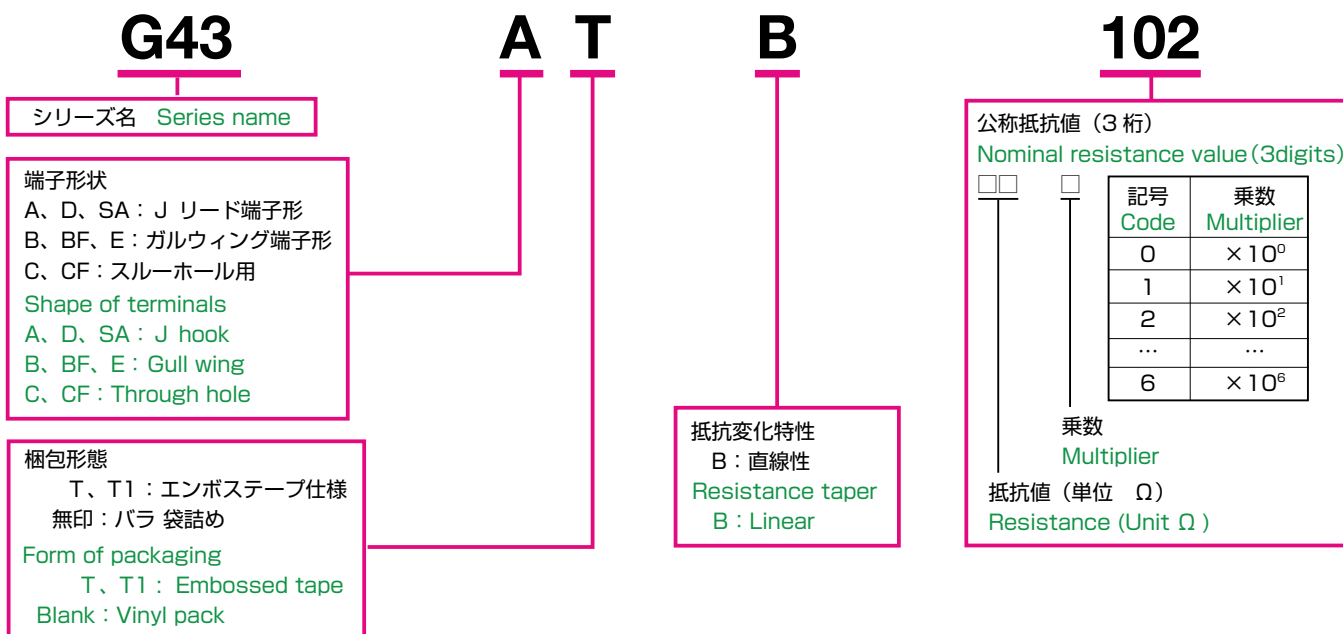 G43 A T B 102
シリーズ名 Series name
端子形状
A、D、SA：J リード端子形
B、BF、E：ガルウィング端子形
C、CF：スルーホール用
Shape of terminals
A、D、SA：J hook
B、BF、E：Gull wing
C、CF：Through hole
梱包形態
T、T1：エンボステープ仕様
無印：バラ 袋詰め
Form of packaging
T、T1：Embossed tape
Blank：Vinyl pack
抵抗変化特性
B：直線性
Resistance taper
B：Linear
公称抵抗値（3 桁）
Nominal resistance value（3digits）
□□ □
記号 乗数
Code Multiplier
0 ×10⁰
1 ×10¹
2 ×10²
… …
6 ×10⁶
乗数
Multiplier
抵抗値（単位 Ω）
Resistance (Unit Ω )